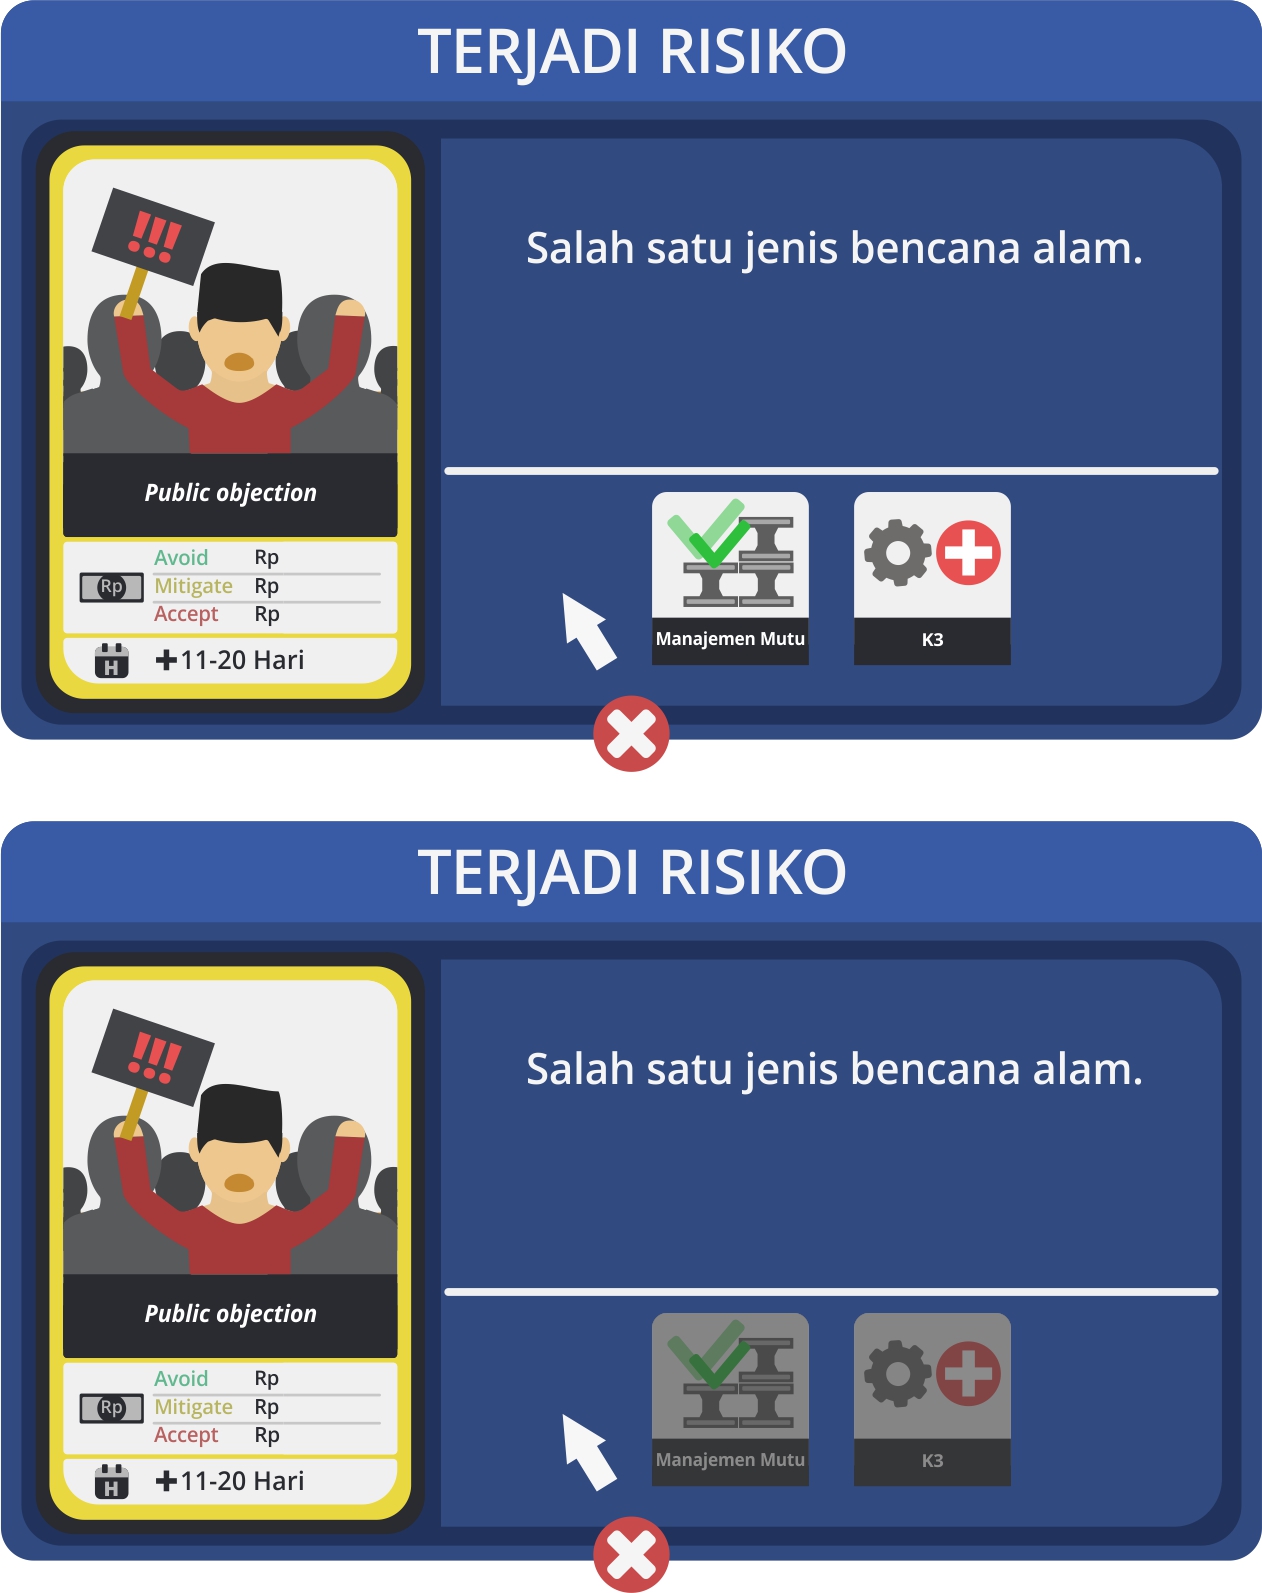 TERJADI RISIKO
!!!
Public objection
Rp
Avoid Rp
Mitigate Rp
Accept Rp
H
+11-20 Hari
Salah satu jenis bencana alam.
Manajemen Mutu
K3
TERJADI RISIKO
!!!
Public objection
Rp
Avoid Rp
Mitigate Rp
Accept Rp
H
+11-20 Hari
Salah satu jenis bencana alam.
Manajemen Mutu
K3